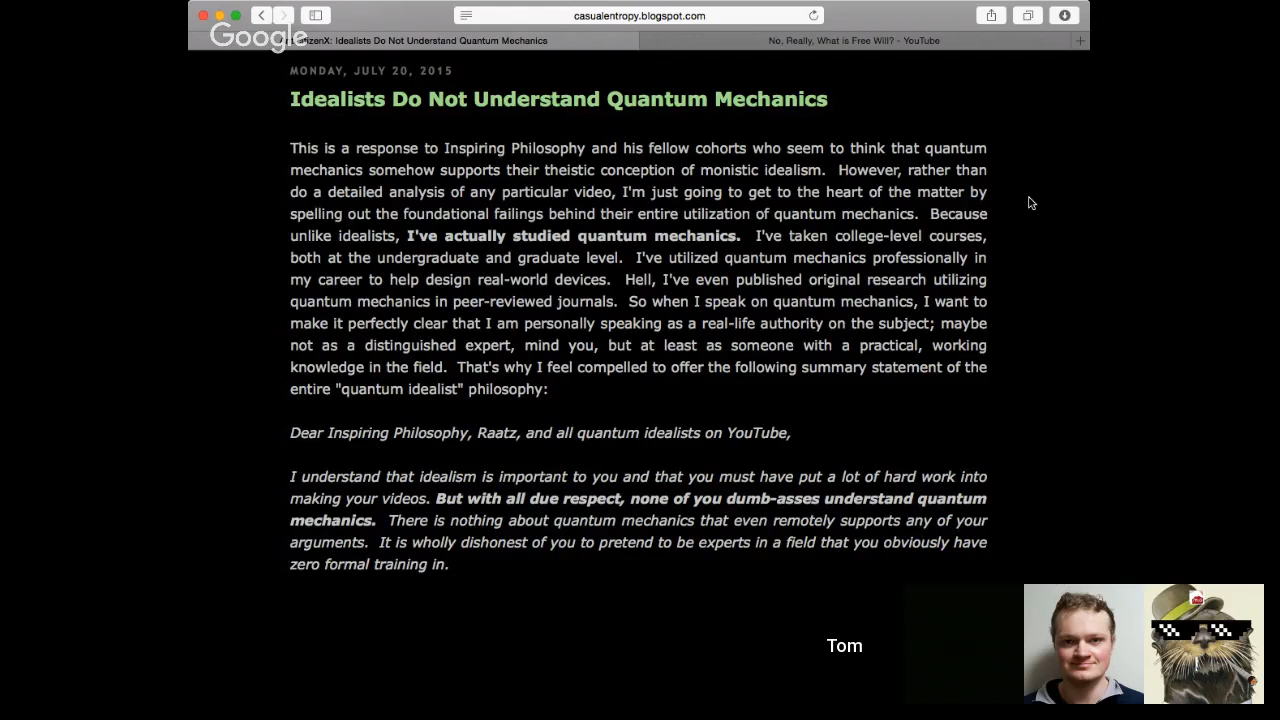 casualentropy.blogspot.com
Google
izenX: Idealists Do Not Understand Quantum Mechanics
No, Really, What is Free Will? - YouTube
MONDAY, JULY 20, 2015
Idealists Do Not Understand Quantum Mechanics
This is a response to Inspiring Philosophy and his fellow cohorts who seem to think that quantum
mechanics somehow supports their theistic conception of monistic idealism. However, rather than
do a detailed analysis of any particular video, I'm just going to get to the heart of the matter by
spelling out the foundational failings behind their entire utilization of quantum mechanics. Because
unlike idealists, I've actually studied quantum mechanics. I've taken college-level courses,
both at the undergraduate and graduate level. I've utilized quantum mechanics professionally in
my career to help design real-world devices. Hell, I've even published original research utilizing
quantum mechanics in peer-reviewed journals. So when I speak on quantum mechanics, I want to
make it perfectly clear that I am personally speaking as a real-life authority on the subject; maybe
not as a distinguished expert, mind you, but at least as someone with a practical, working
knowledge in the field. That's why I feel compelled to offer the following summary statement of the
entire "quantum idealist" philosophy:
Dear Inspiring Philosophy, Raatz, and all quantum idealists on YouTube,
I understand that idealism is important to you and that you must have put a lot of hard work into
making your videos. But with all due respect, none of you dumb-asses understand quantum
mechanics. There is nothing about quantum mechanics that even remotely supports any of your
arguments. It is wholly dishonest of you to pretend to be experts in a field that you obviously have
zero formal training in.
Tom